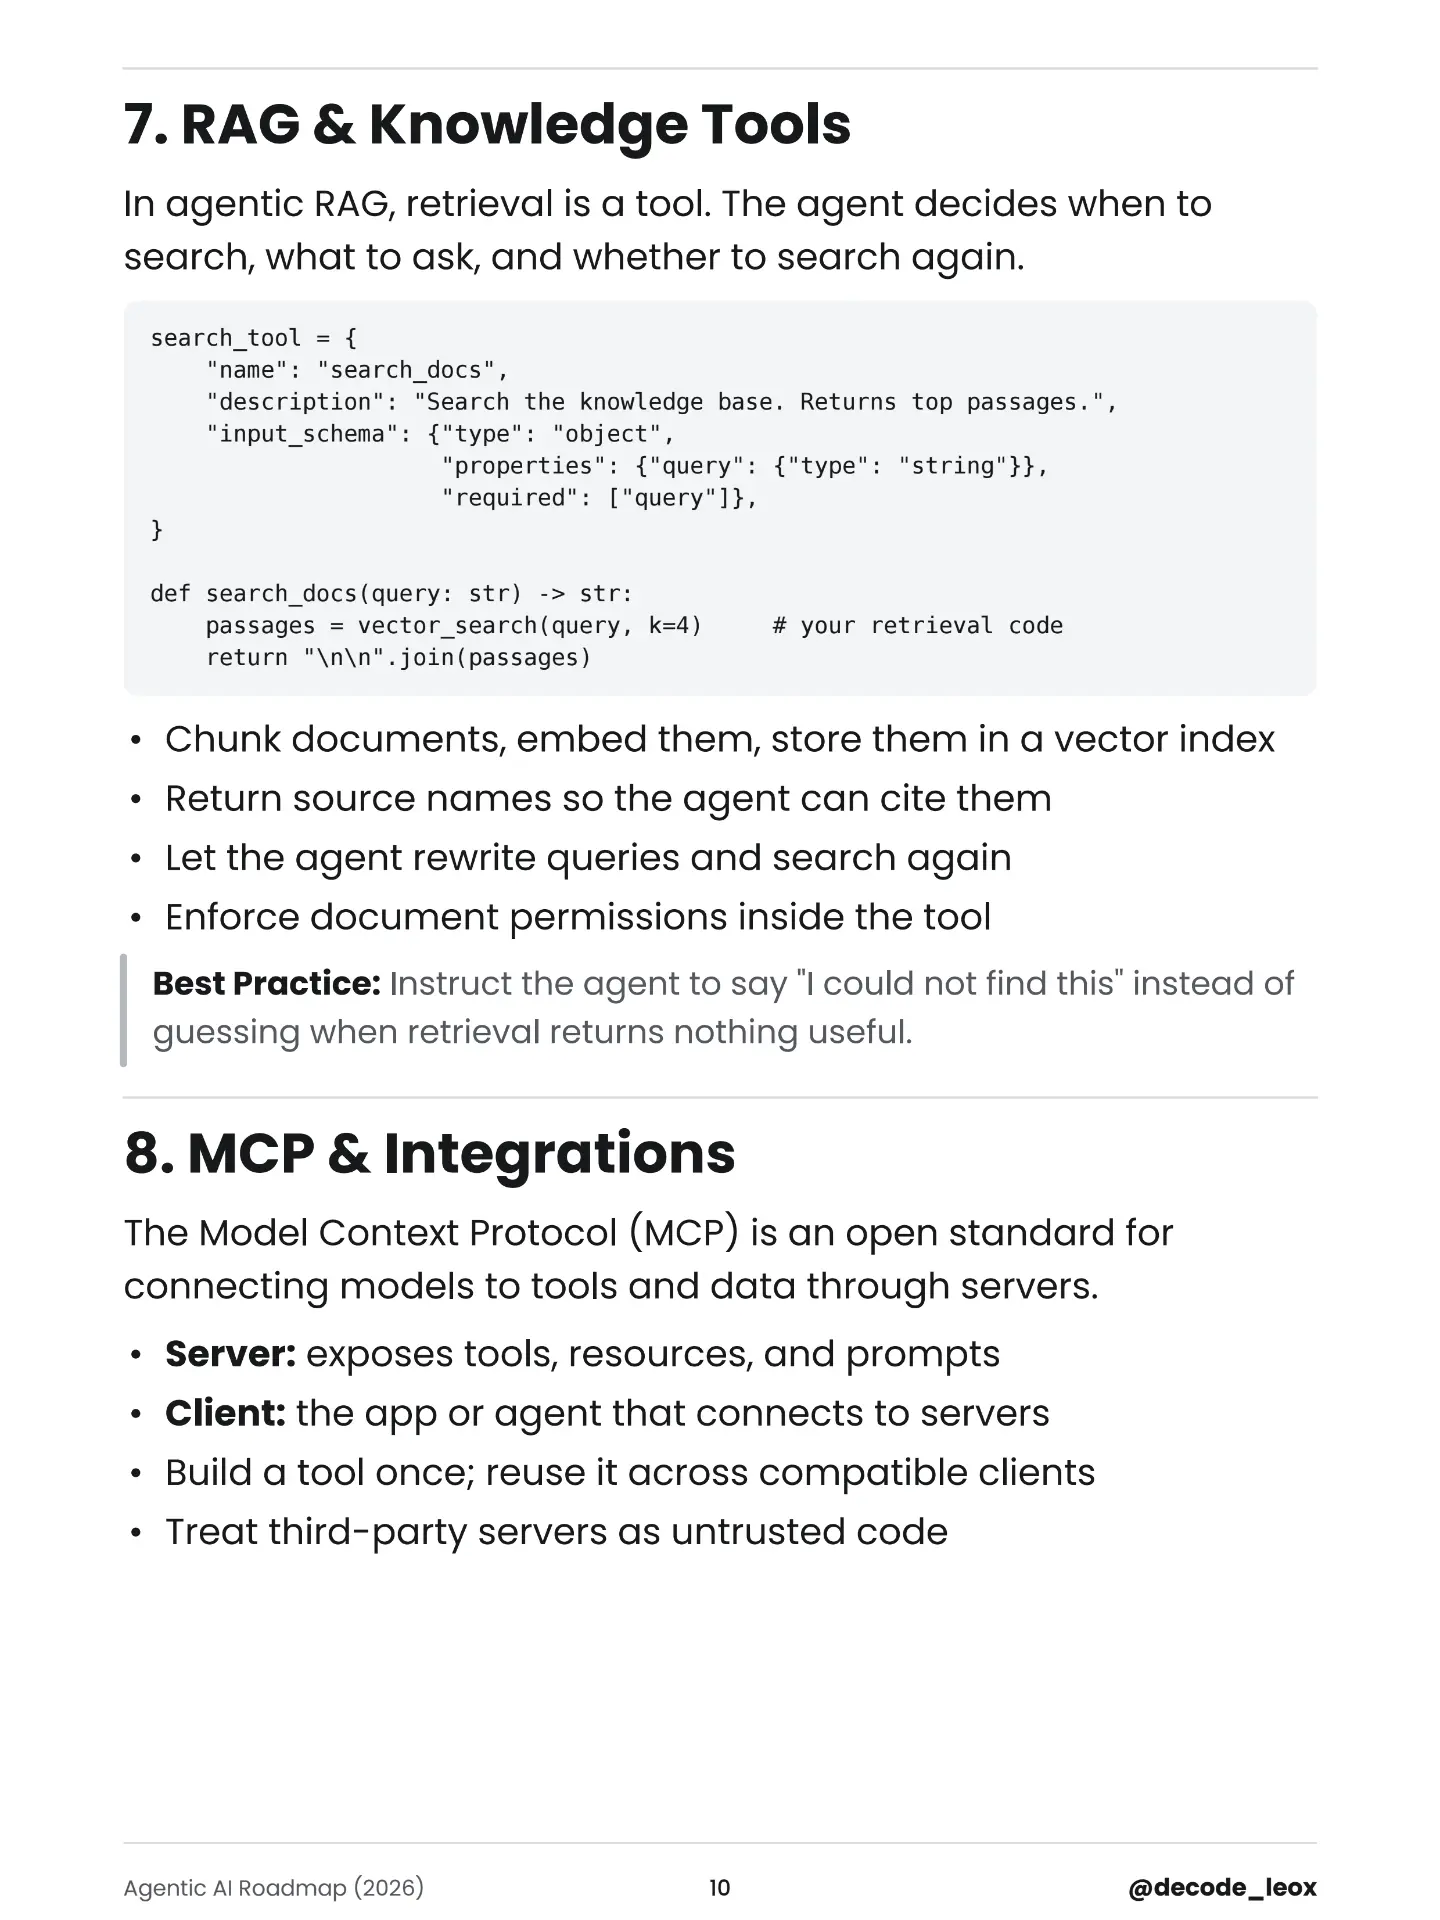 7. RAG & Knowledge Tools
In agentic RAG, retrieval is a tool. The agent decides when to
search, what to ask, and whether to search again.
search_tool = {
    "name": "search_docs",
    "description": "Search the knowledge base. Returns top passages.",
    "input_schema": {"type": "object",
                     "properties": {"query": {"type": "string"}},
                     "required": ["query"]},
}

def search_docs(query: str) -> str:
    passages = vector_search(query, k=4)     # your retrieval code
    return "\n\n".join(passages)
• Chunk documents, embed them, store them in a vector index
• Return source names so the agent can cite them
• Let the agent rewrite queries and search again
• Enforce document permissions inside the tool
Best Practice: Instruct the agent to say "I could not find this" instead of
guessing when retrieval returns nothing useful.
8. MCP & Integrations
The Model Context Protocol (MCP) is an open standard for
connecting models to tools and data through servers.
• Server: exposes tools, resources, and prompts
• Client: the app or agent that connects to servers
• Build a tool once; reuse it across compatible clients
• Treat third-party servers as untrusted code
Agentic AI Roadmap (2026)
10
@decode_leox